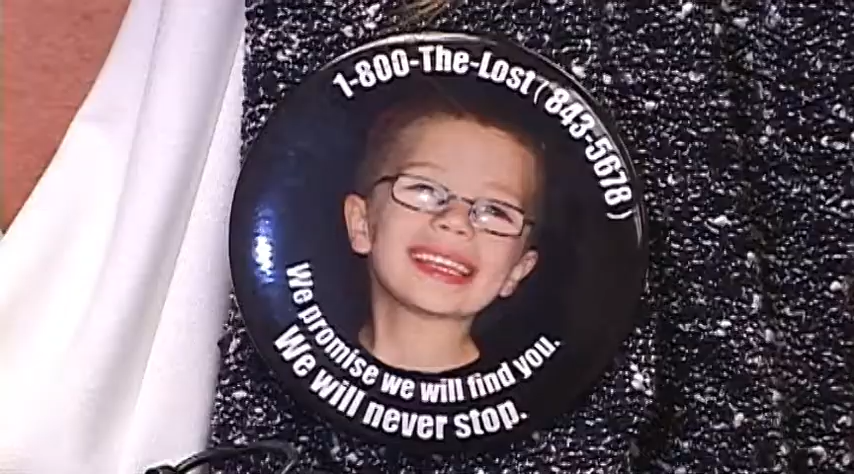 1-800-The-Lost (843-5678)
We promise we will find you.
We will never stop.